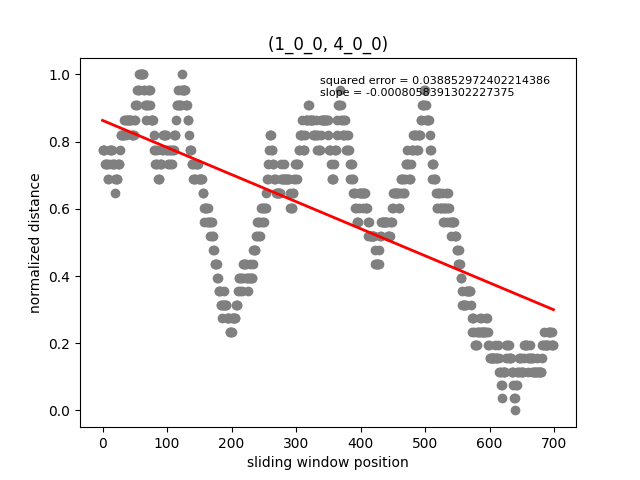 (1_0_0, 4_0_0)
squared error = 0.038852972402214386
slope = -0.0008058391302227375
normalized distance
1.0
0.8
0.6
0.4
0.2
0.0
0 100 200 300 400 500 600 700
sliding window position